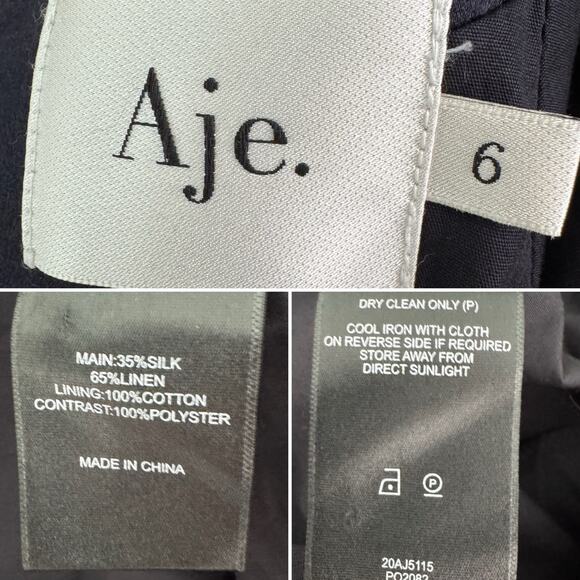 Aje.
6
MAIN:35%SILK
65%LINEN
LINING:100%COTTON
CONTRAST:100%POLYSTER
MADE IN CHINA
DRY CLEAN ONLY (P)
COOL IRON WITH CLOTH
ON REVERSE SIDE IF REQUIRED
STORE AWAY FROM
DIRECT SUNLIGHT
P
20AJ5115
PO2082